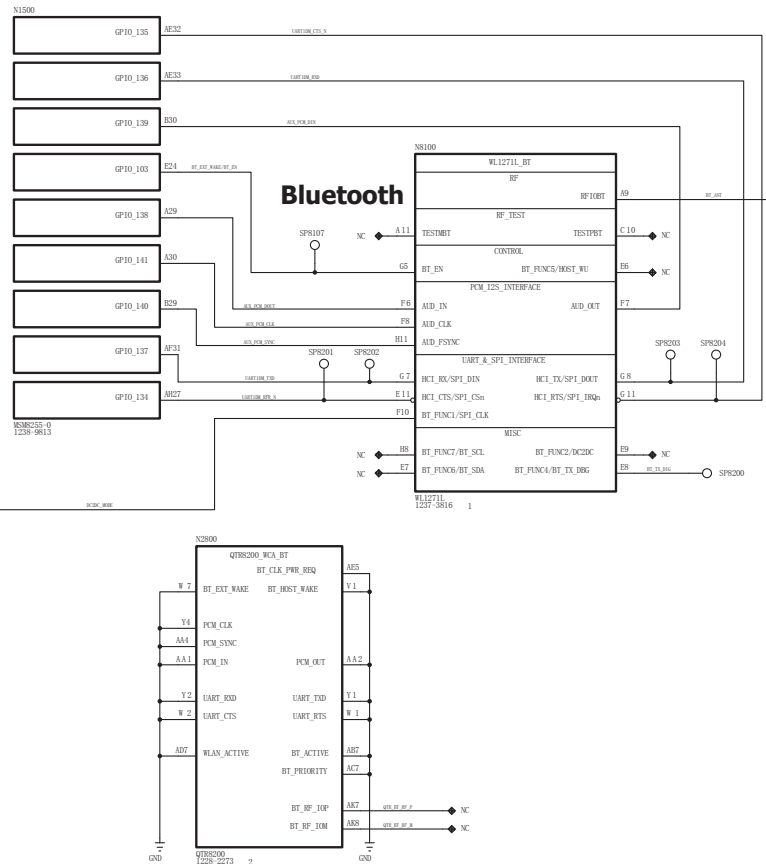 N1500
GPIO_135 AE32 UART1DM_CTS_N
GPIO_136 AE33 UART1DM_RXD
GPIO_139 B30 AUX_PCM_DIN
GPIO_103 E24 BT_EXT_WAKE/BT_EN
GPIO_138 A29
GPIO_141 A30
GPIO_140 B29
GPIO_137 AF31
GPIO_134 AH27
MSM8255-0
1238-9813
Bluetooth
N8100
WL1271L_BT
RF
RFIOBT A9 BT_ANT
RF_TEST
NC A11 TESTMBT TESTPBT C10 NC
CONTROL
SP8107
G5 BT_EN BT_FUNC5/HOST_WU E6 NC
PCM_I2S_INTERFACE
AUX_PCM_DOUT F6 AUD_IN AUD_OUT F7
AUX_PCM_CLK F8 AUD_CLK
AUX_PCM_SYNC H11 AUD_FSYNC
SP8201 SP8202 SP8203 SP8204
UART_&_SPI_INTERFACE
UART1DM_TXD G7 HCI_RX/SPI_DIN HCI_TX/SPI_DOUT G8
UART1DM_RFR_N E11 HCI_CTS/SPI_CSn HCI_RTS/SPI_IRQn G11
F10 BT_FUNC1/SPI_CLK
MISC
NC H8 BT_FUNC7/BT_SCL BT_FUNC2/DC2DC E9 NC
NC E7 BT_FUNC6/BT_SDA BT_FUNC4/BT_TX_DBG E8 BT_TX_DBG SP8200
WL1271L
1237-3816 1
DC2DC_MODE
N2800
QTR8200_WCA_BT
BT_CLK_PWR_REQ AE5
W7 BT_EXT_WAKE BT_HOST_WAKE V1
Y4 PCM_CLK
AA4 PCM_SYNC
AA1 PCM_IN PCM_OUT AA2
Y2 UART_RXD UART_TXD Y1
W2 UART_CTS UART_RTS W1
AD7 WLAN_ACTIVE BT_ACTIVE AB7
BT_PRIORITY AC7
BT_RF_IOP AK7 QTR_BT_RF_P NC
BT_RF_IOM AK8 QTR_BT_RF_M NC
GND GND
QTR8200
1228-2273 2